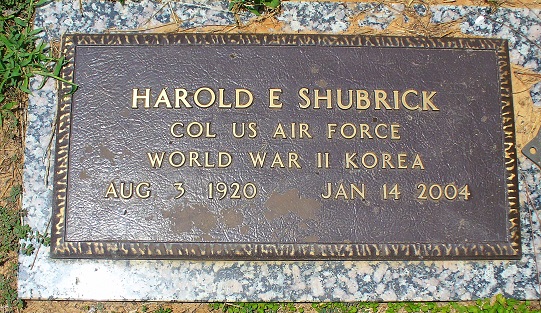 HAROLD E SHUBRICK
COL US AIR FORCE
WORLD WAR II KOREA
AUG 3 1920 JAN 14 2004